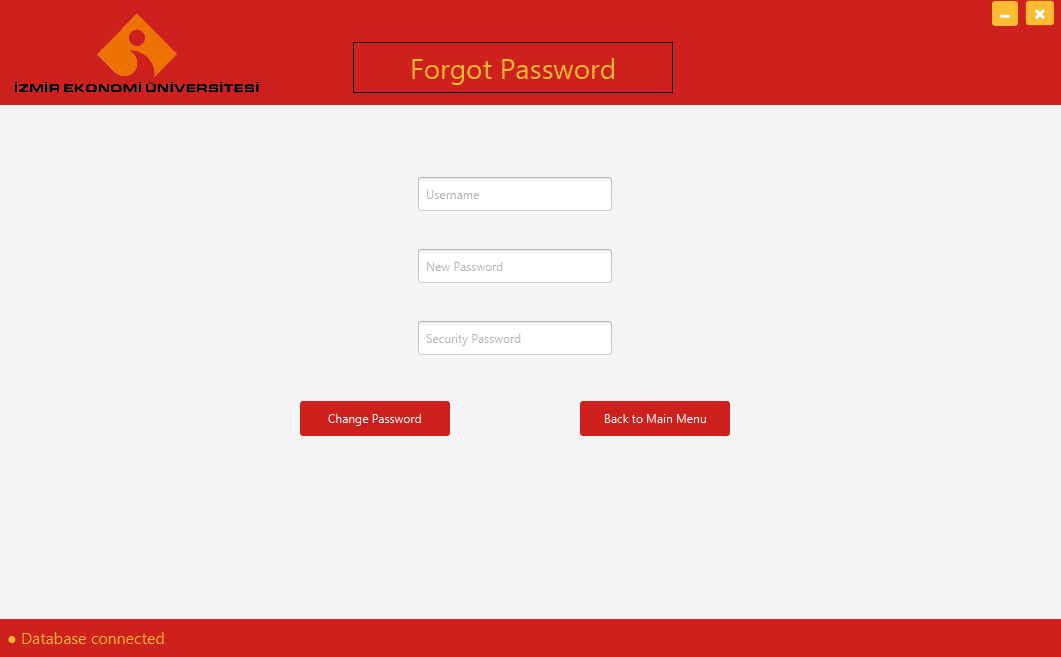 İZMİR EKONOMİ ÜNİVERSİTESİ
Forgot Password
Username
New Password
Security Password
Change Password
Back to Main Menu
● Database connected